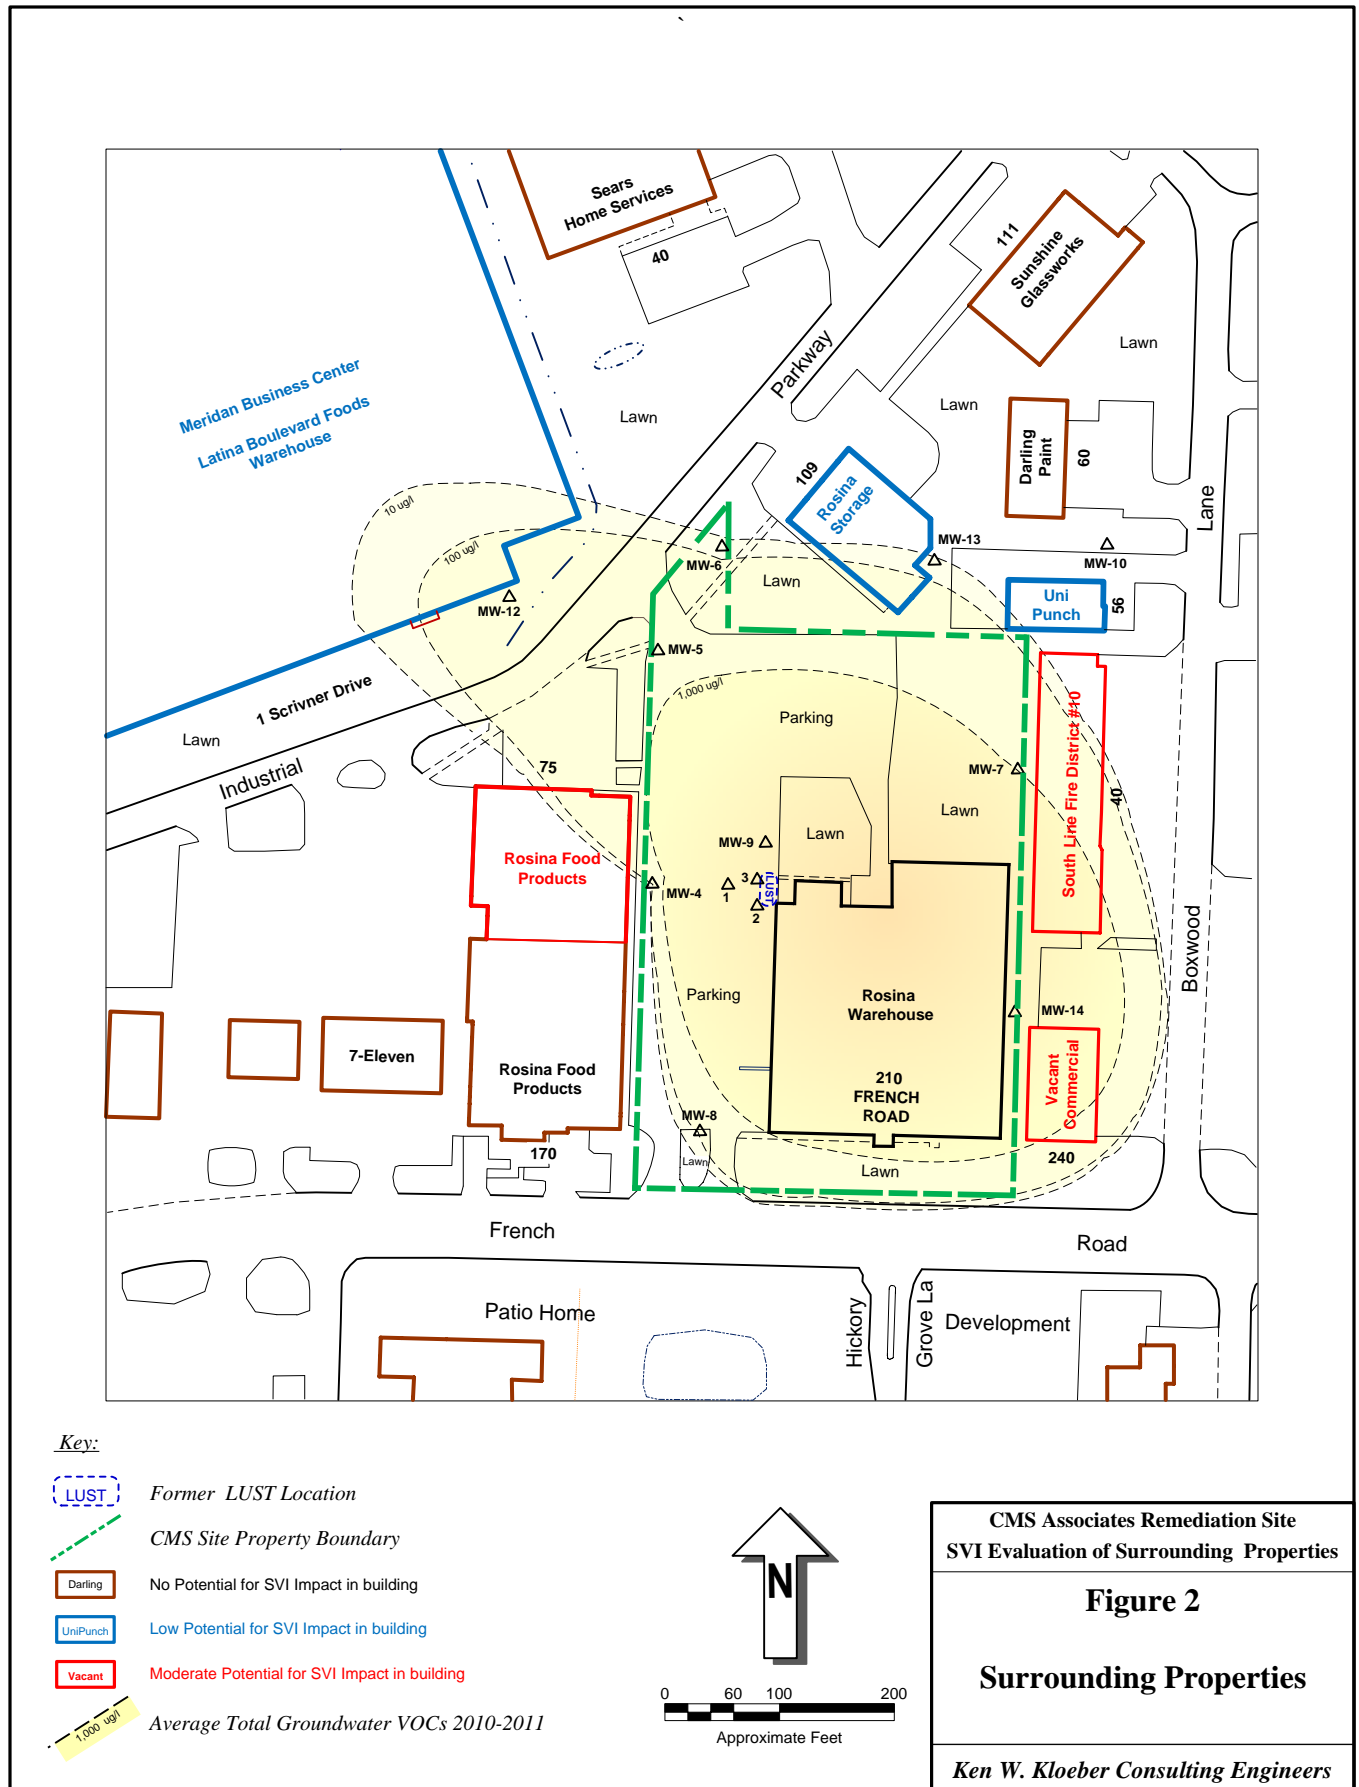 `
Sears
Home Services
40
111
Sunshine
Glassworks
Lawn
Parkway
Meridan Business Center
Latina Boulevard Foods
Warehouse
Lawn
Lawn
Darling
Paint
60
Lane
109
Rosina
Storage
10 ug/l
100 ug/l
MW-13
MW-10
MW-6
Lawn
MW-12
Uni
Punch
56
MW-5
1,000 ug/l
1 Scrivner Drive
Lawn
Industrial
75
Parking
MW-7
South Line Fire District #10
40
Lawn
Lawn
MW-9
Rosina Food
Products
MW-4
3
1
LUST
2
Boxwood
Parking
Rosina
Warehouse
MW-14
7-Eleven
Rosina Food
Products
Vacant
Commercial
210
FRENCH
ROAD
MW-8
170
Lawn
Lawn
240
French
Road
Patio Home
Hickory
Grove La
Development
Key:
LUST
Former LUST Location
CMS Site Property Boundary
Darling
No Potential for SVI Impact in building
UniPunch
Low Potential for SVI Impact in building
Vacant
Moderate Potential for SVI Impact in building
1,000 ug/l
Average Total Groundwater VOCs 2010-2011
N
0 60 100 200
Approximate Feet
CMS Associates Remediation Site
SVI Evaluation of Surrounding Properties
Figure 2
Surrounding Properties
Ken W. Kloeber Consulting Engineers